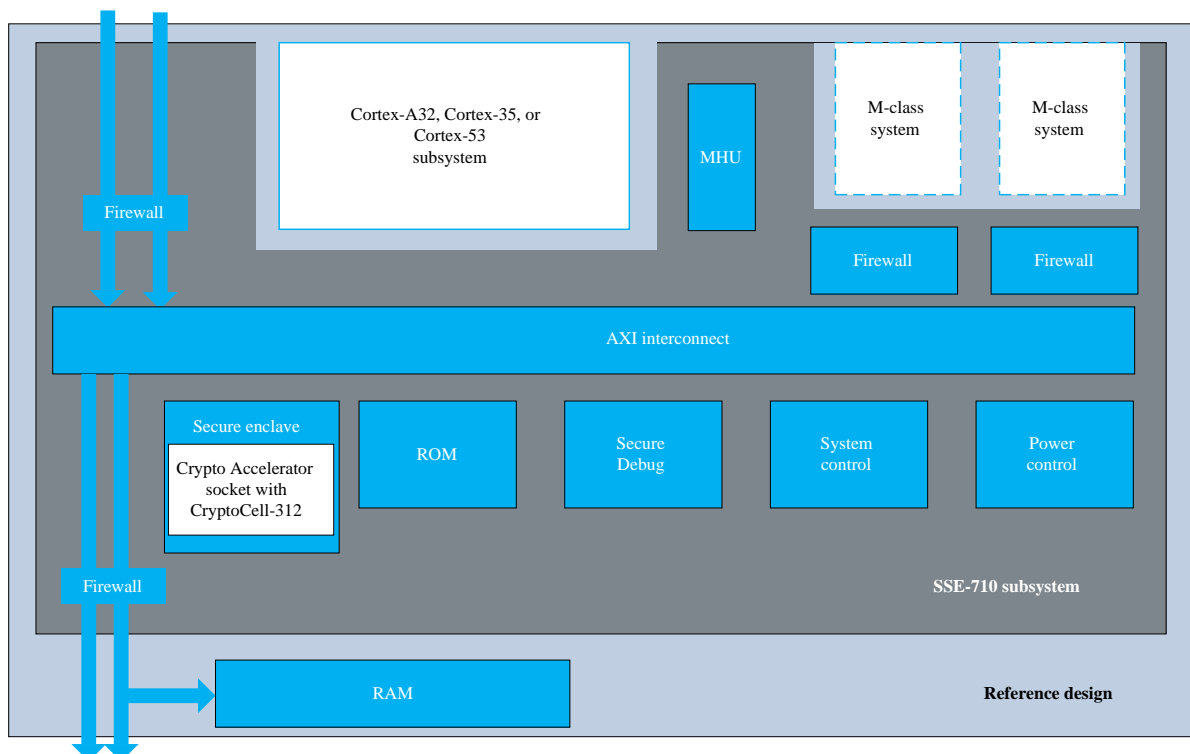 Cortex-A32, Cortex-35, or
Cortex-53
subsystem
MHU
M-class
system
M-class
system
Firewall
Firewall
Firewall
AXI interconnect
Secure enclave
Crypto Accelerator
socket with
CryptoCell-312
ROM
Secure
Debug
System
control
Power
control
Firewall
SSE-710 subsystem
RAM
Reference design